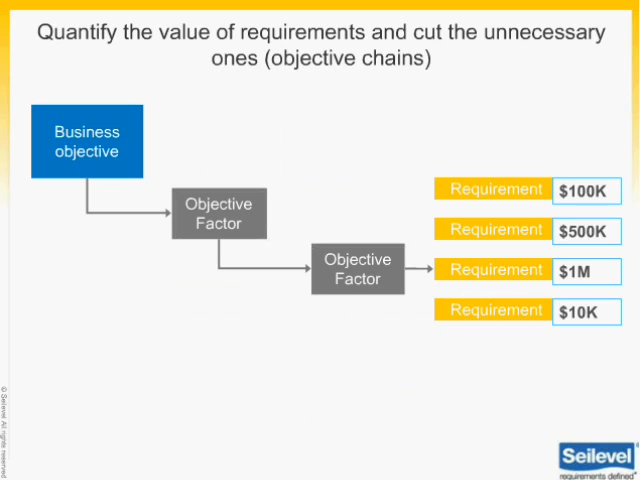 Quantify the value of requirements and cut the unnecessary
ones (objective chains)
Business
objective
Objective
Factor
Objective
Factor
Requirement $100K
Requirement $500K
Requirement $1M
Requirement $10K
© Seilevel All rights reserved
Seilevel®
requirements defined®